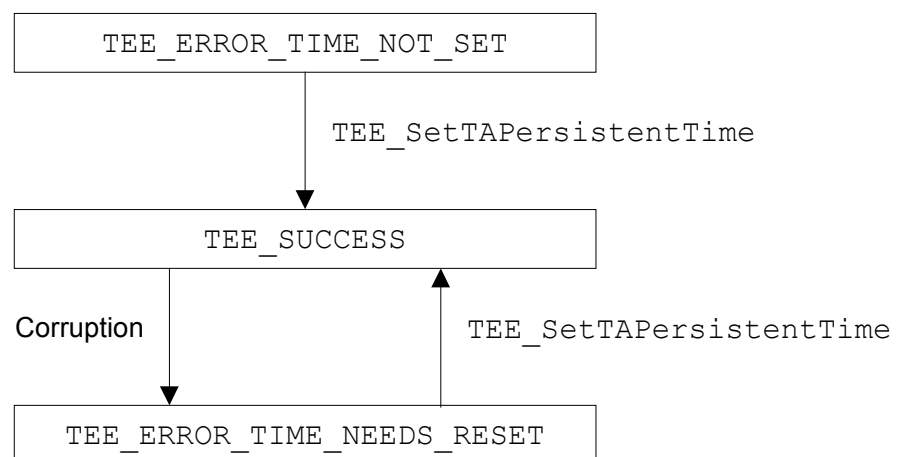 TEE_ERROR_TIME_NOT_SET
TEE_SetTAPersistentTime
TEE_SUCCESS
Corruption
TEE_SetTAPersistentTime
TEE_ERROR_TIME_NEEDS_RESET